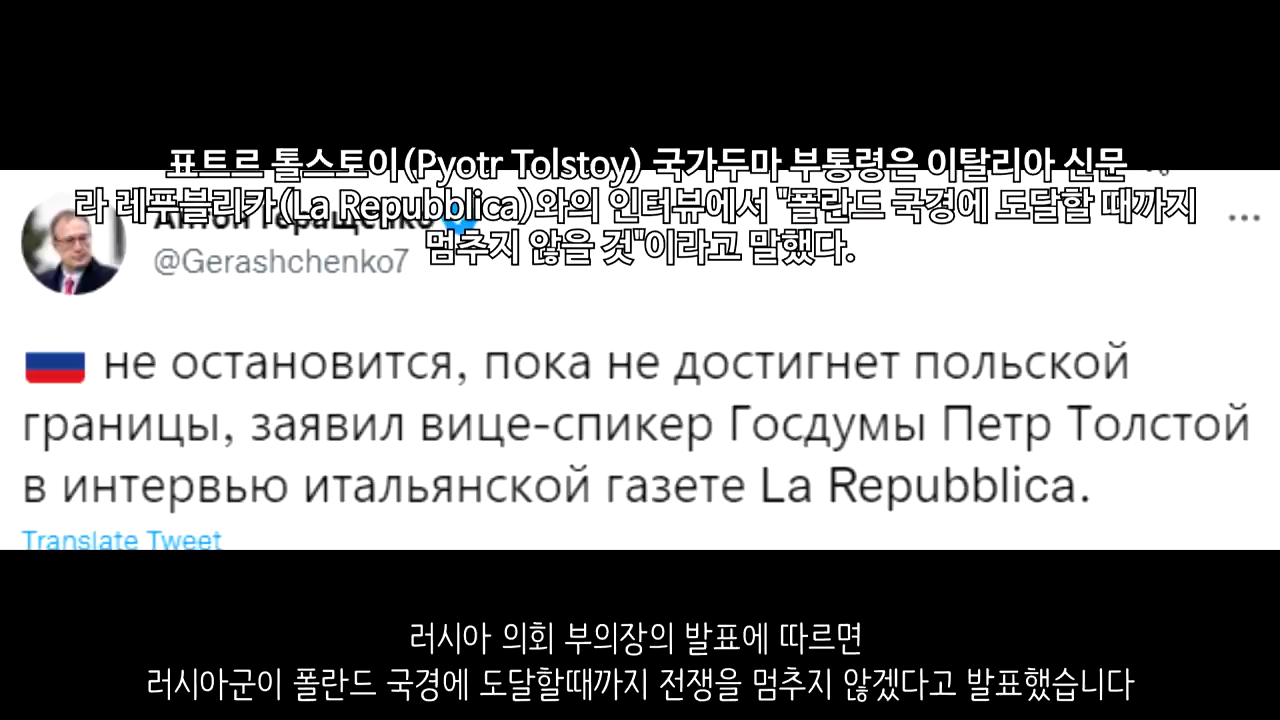 표트르 톨스토이(Pyotr Tolstoy) 국가두마 부통령은 이탈리아 신문
라 레푸블리카(La Repubblica)와의 인터뷰에서 "폴란드 국경에 도달할 때까지
멈추지 않을 것"이라고 말했다.
Антон Геращенко
@Gerashchenko7
не остановится, пока не достигнет польской
границы, заявил вице-спикер Госдумы Петр Толстой
в интервью итальянской газете La Repubblica.
Translate Tweet
러시아 의회 부의장의 발표에 따르면
러시아군이 폴란드 국경에 도달할때까지 전쟁을 멈추지 않겠다고 발표했습니다